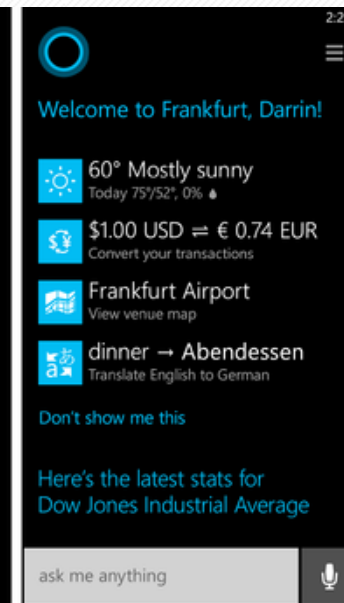 2:2
Welcome to Frankfurt, Darrin!
60° Mostly sunny
Today 75°/52°, 0%
$1.00 USD ⇌ € 0.74 EUR
Convert your transactions
Frankfurt Airport
View venue map
dinner → Abendessen
Translate English to German
Don't show me this
Here's the latest stats for
Dow Jones Industrial Average
ask me anything